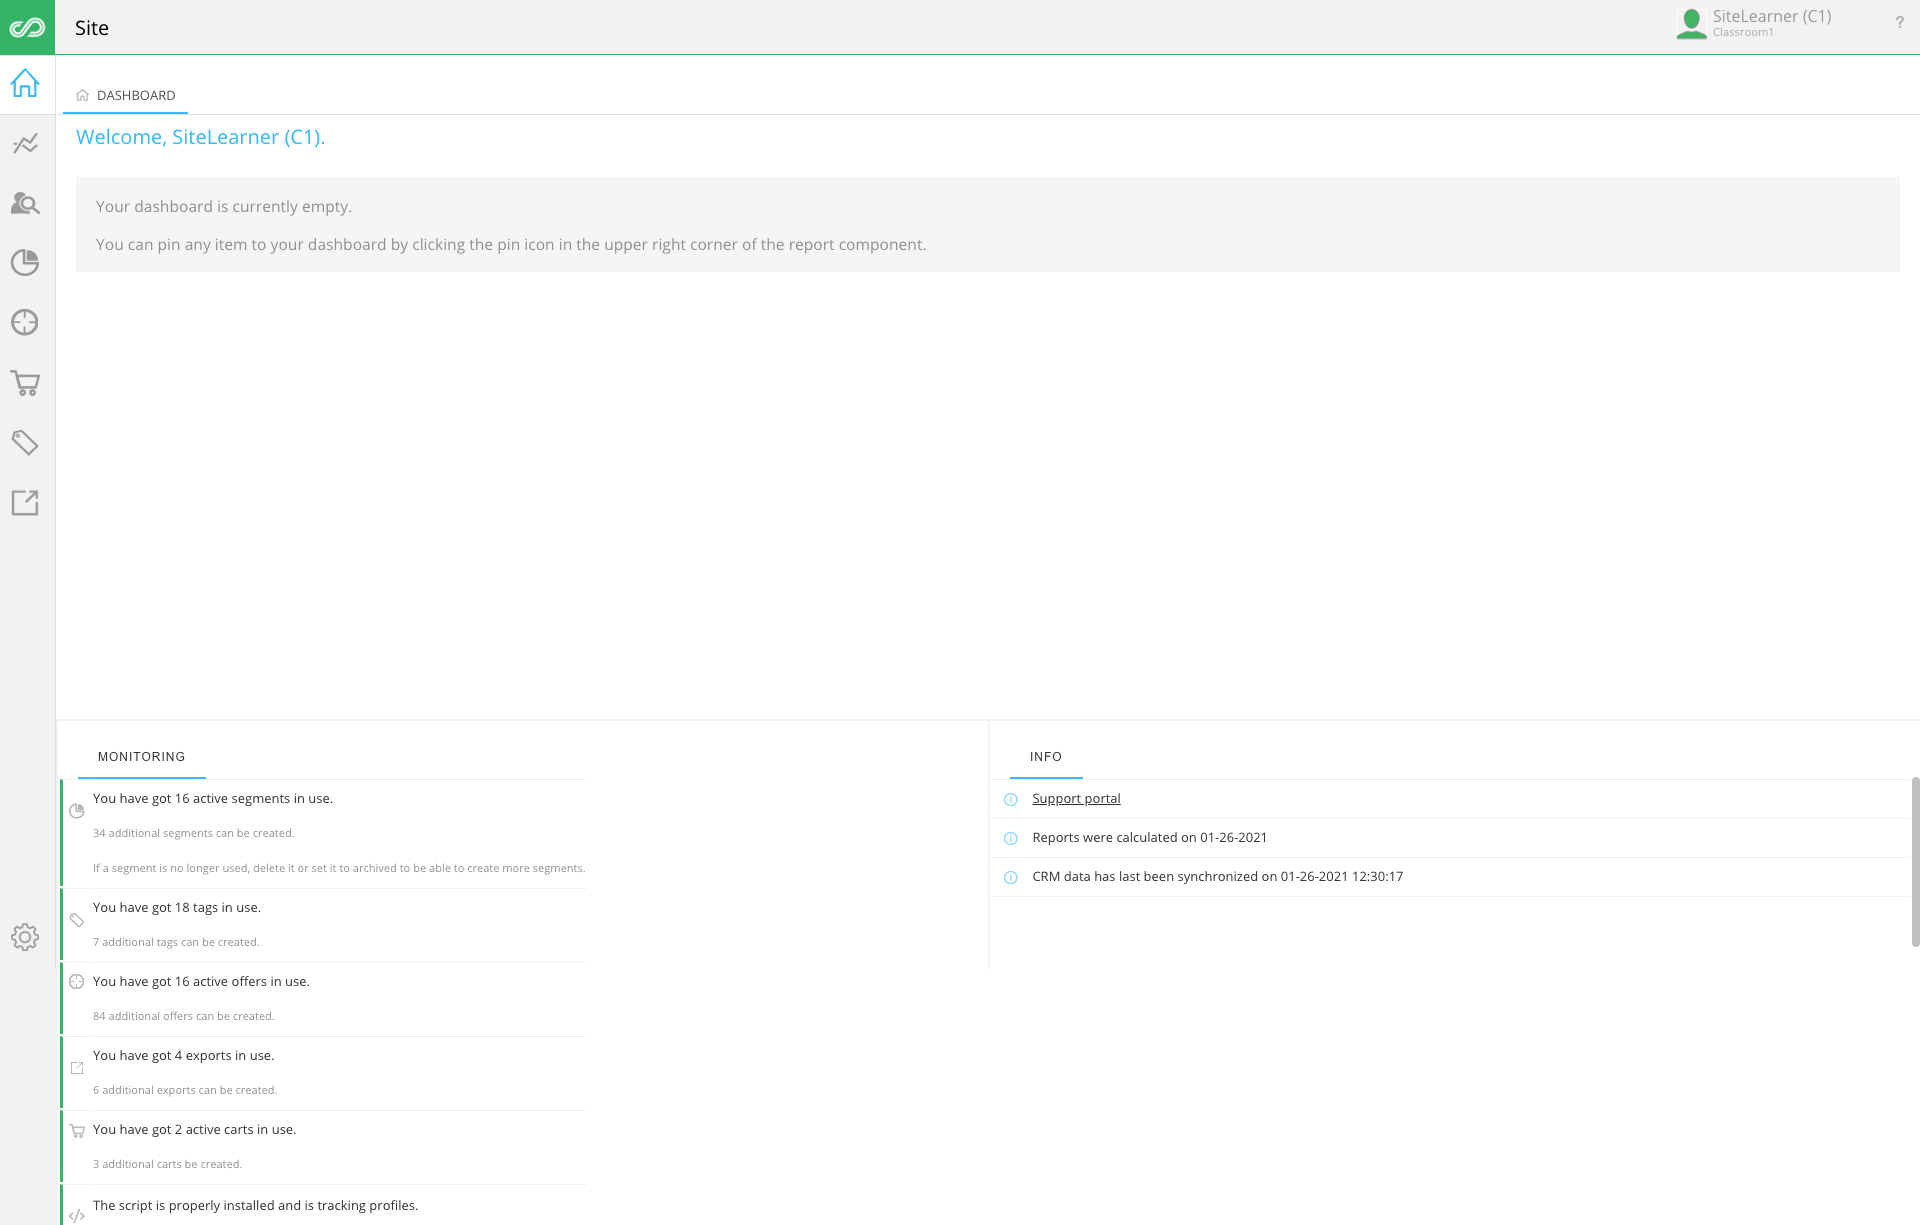 Site
SiteLearner (C1)
Classroom1
?
DASHBOARD
Welcome, SiteLearner (C1).
Your dashboard is currently empty.
You can pin any item to your dashboard by clicking the pin icon in the upper right corner of the report component.
MONITORING
You have got 16 active segments in use.
34 additional segments can be created.
If a segment is no longer used, delete it or set it to archived to be able to create more segments.
You have got 18 tags in use.
7 additional tags can be created.
You have got 16 active offers in use.
84 additional offers can be created.
You have got 4 exports in use.
6 additional exports can be created.
You have got 2 active carts in use.
3 additional carts be created.
The script is properly installed and is tracking profiles.
INFO
Support portal
Reports were calculated on 01-26-2021
CRM data has last been synchronized on 01-26-2021 12:30:17